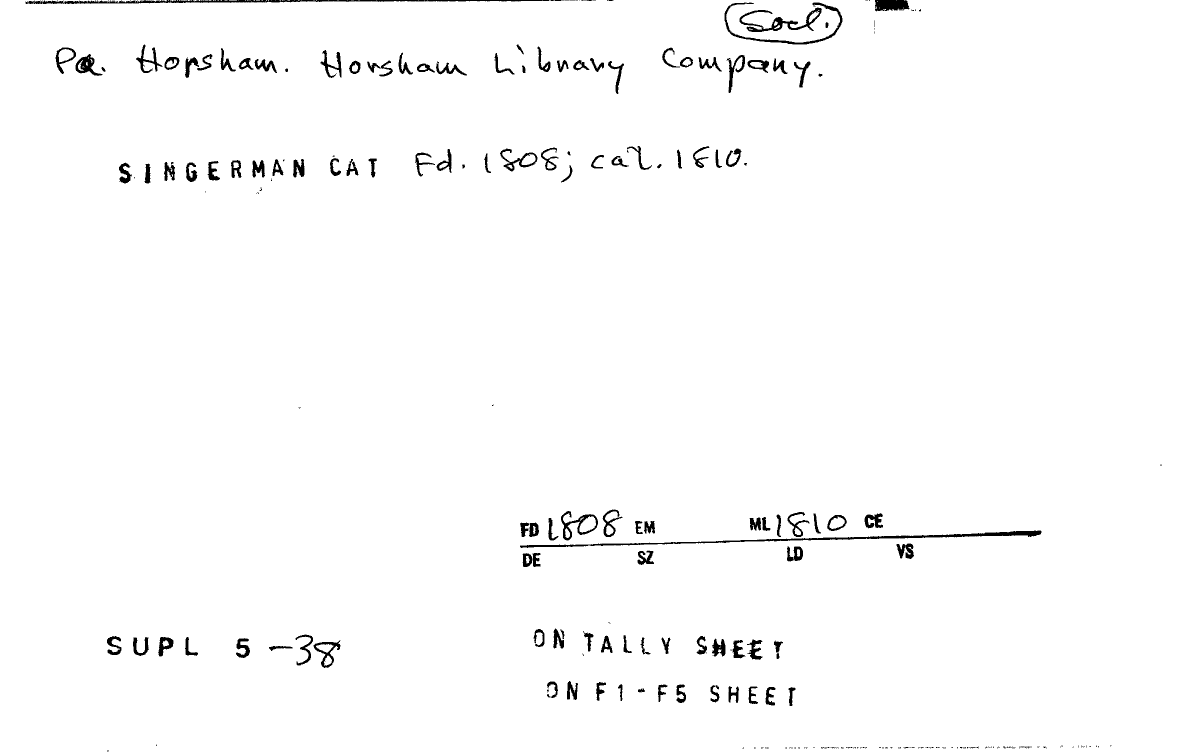 Socl.
Pa. Horsham. Horsham Library Company.
SINGERMAN CAT Fd. 1808; cat. 1810.
FD 1808 EM ML 1810 CE
DE SZ LD VS
SUPL 5-38 ON TALLY SHEET
ON F1-F5 SHEET